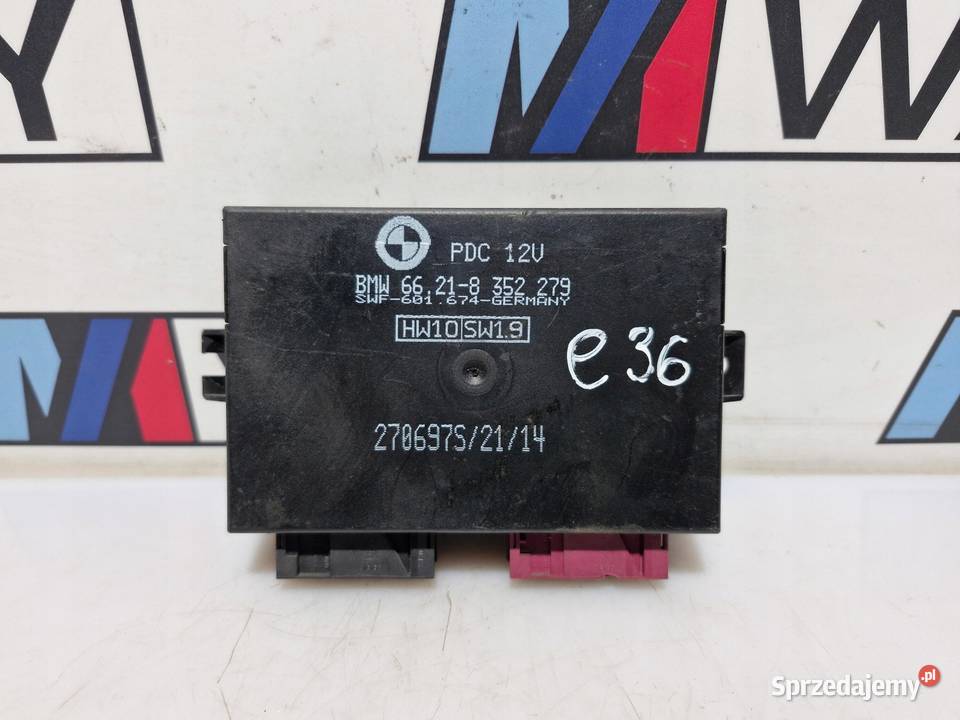 PDC 12V
BMW 66.21-8 352 279
SWF-601.674-GERMANY
HW10 SW1.9
e36
270697S/21/14
Sprzedajemy.pl